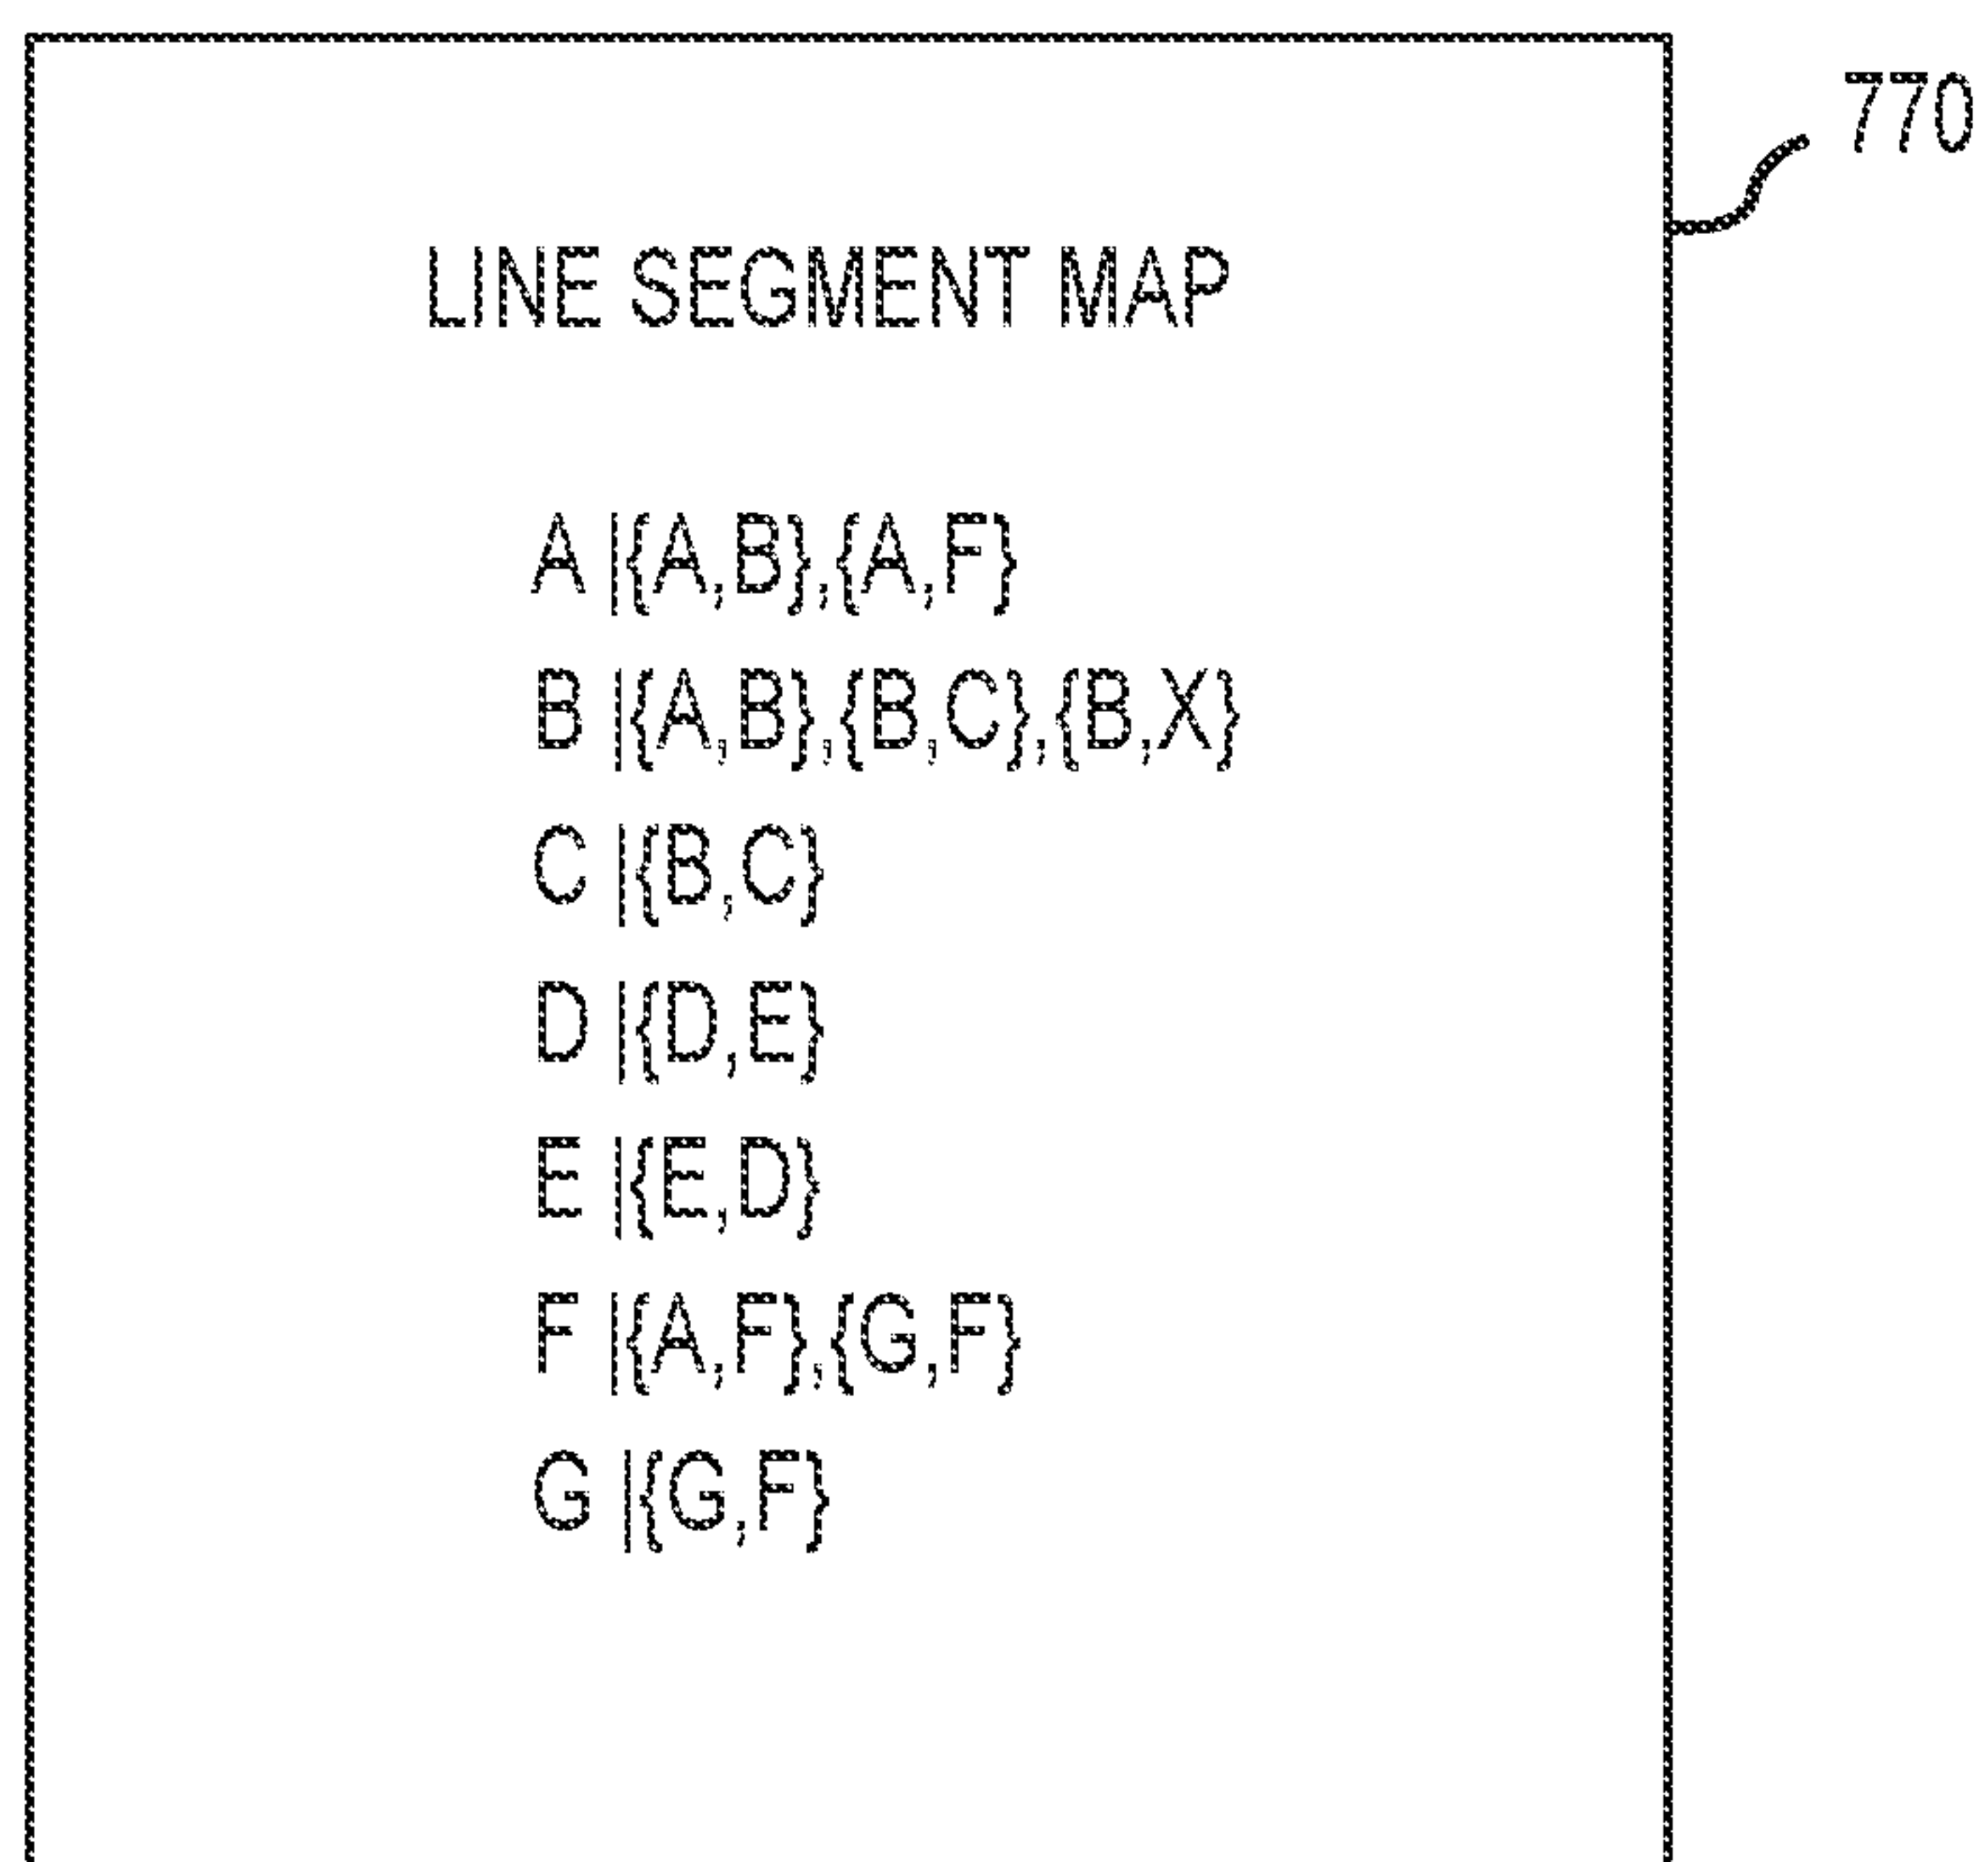 770
LINE SEGMENT MAP
A |{A,B},{A,F}
B |{A,B},{B,C},{B,X}
C |{B,C}
D |{D,E}
E |{E,D}
F |{A,F},{G,F}
G |{G,F}